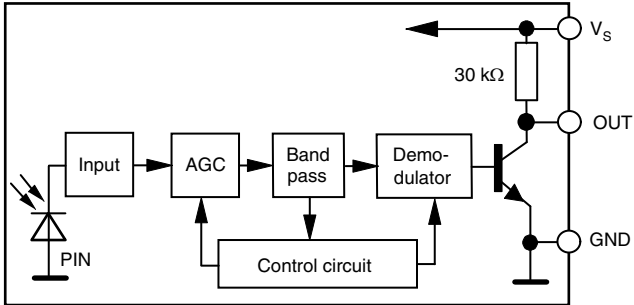 V_S
30 kΩ
OUT
Input
AGC
Band
pass
Demo-
dulator
GND
PIN
Control circuit